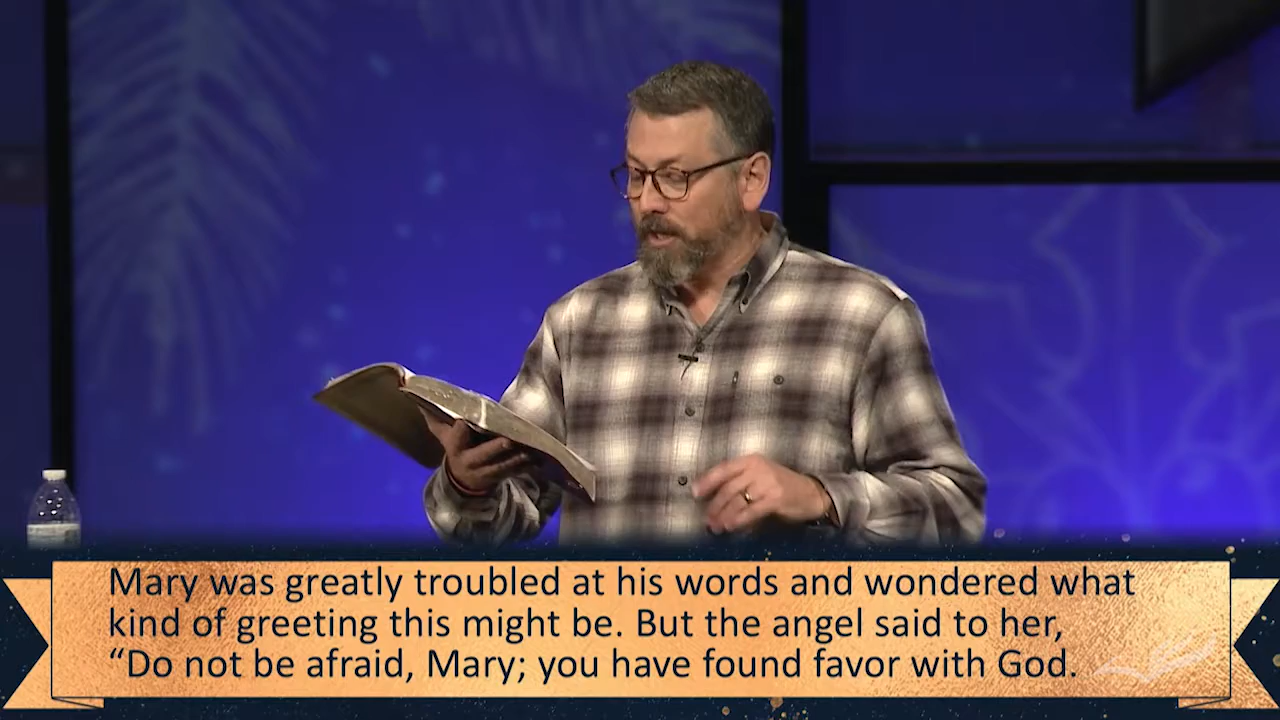 Mary was greatly troubled at his words and wondered what
kind of greeting this might be. But the angel said to her,
“Do not be afraid, Mary; you have found favor with God.